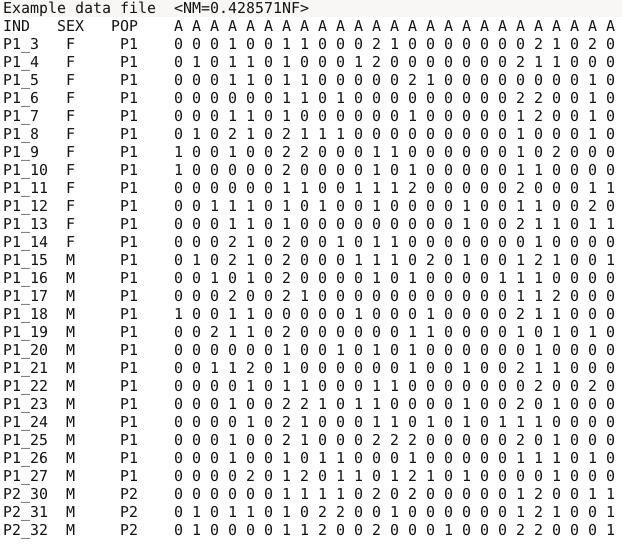 Example data file  <NM=0.428571NF>
IND   SEX   POP    A A A A A A A A A A A A A A A A A A A A A A A A A
P1_3   F     P1    0 0 0 1 0 0 1 1 0 0 0 2 1 0 0 0 0 0 0 0 2 1 0 2 0
P1_4   F     P1    0 1 0 1 1 0 1 0 0 0 1 2 0 0 0 0 0 0 0 2 1 1 0 0 0
P1_5   F     P1    0 0 0 1 1 0 1 1 0 0 0 0 0 2 1 0 0 0 0 0 0 0 0 1 0
P1_6   F     P1    0 0 0 0 0 0 1 1 0 1 0 0 0 0 0 0 0 0 0 2 2 0 0 1 0
P1_7   F     P1    0 0 0 1 1 0 1 0 0 0 0 0 0 1 0 0 0 0 0 1 2 0 0 1 0
P1_8   F     P1    0 1 0 2 1 0 2 1 1 1 0 0 0 0 0 0 0 0 0 1 0 0 0 1 0
P1_9   F     P1    1 0 0 1 0 0 2 2 0 0 0 1 1 0 0 0 0 0 0 1 0 2 0 0 0
P1_10  F     P1    1 0 0 0 0 0 2 0 0 0 0 1 0 1 0 0 0 0 0 1 1 0 0 0 0
P1_11  F     P1    0 0 0 0 0 0 1 1 0 0 1 1 1 2 0 0 0 0 0 2 0 0 0 1 1
P1_12  F     P1    0 0 1 1 1 0 1 0 1 0 0 1 0 0 0 0 1 0 0 1 1 0 0 2 0
P1_13  F     P1    0 0 0 1 1 0 1 0 0 0 0 0 0 0 0 0 1 0 0 2 1 1 0 1 1
P1_14  F     P1    0 0 0 2 1 0 2 0 0 1 0 1 1 0 0 0 0 0 0 0 1 0 0 0 0
P1_15  M     P1    0 1 0 2 1 0 2 0 0 0 1 1 1 0 2 0 1 0 0 1 2 1 0 0 1
P1_16  M     P1    0 0 1 0 1 0 2 0 0 0 0 1 0 1 0 0 0 0 1 1 1 0 0 0 0
P1_17  M     P1    0 0 0 2 0 0 2 1 0 0 0 0 0 0 0 0 0 0 0 1 1 2 0 0 0
P1_18  M     P1    1 0 0 1 1 0 0 0 0 0 1 0 0 0 1 0 0 0 0 2 1 1 0 0 0
P1_19  M     P1    0 0 2 1 1 0 2 0 0 0 0 0 0 1 1 0 0 0 0 1 0 1 0 1 0
P1_20  M     P1    0 0 0 0 0 0 1 0 0 1 0 1 0 1 0 0 0 0 0 0 1 0 0 0 0
P1_21  M     P1    0 0 1 1 2 0 1 0 0 0 0 0 0 1 0 0 1 0 0 2 1 1 0 0 0
P1_22  M     P1    0 0 0 0 1 0 1 1 0 0 0 1 1 0 0 0 0 0 0 0 2 0 0 2 0
P1_23  M     P1    0 0 0 1 0 0 2 2 1 0 1 1 0 0 0 0 1 0 0 2 0 1 0 0 0
P1_24  M     P1    0 0 0 0 1 0 2 1 0 0 0 1 1 0 1 0 1 0 1 1 1 0 0 0 0
P1_25  M     P1    0 0 0 1 0 0 2 1 0 0 0 2 2 2 0 0 0 0 0 2 0 1 0 0 0
P1_26  M     P1    0 0 0 1 0 0 1 0 1 1 0 0 0 0 0 0 1 0 0 0 1 1 1 0 1 0
P1_27  M     P1    0 0 0 0 2 0 1 2 0 1 1 0 1 2 1 0 1 0 0 0 0 1 0 0 0
P2_30  M     P2    0 0 0 0 0 0 1 1 1 1 0 2 0 2 0 0 0 0 0 1 2 0 0 1 1
P2_31  M     P2    0 1 0 1 1 0 1 0 2 2 0 0 1 0 0 0 0 0 0 1 2 1 0 0 1
P2_32  M     P2    0 1 0 0 0 0 1 1 2 0 0 2 0 0 0 1 0 0 0 2 2 0 0 0 1